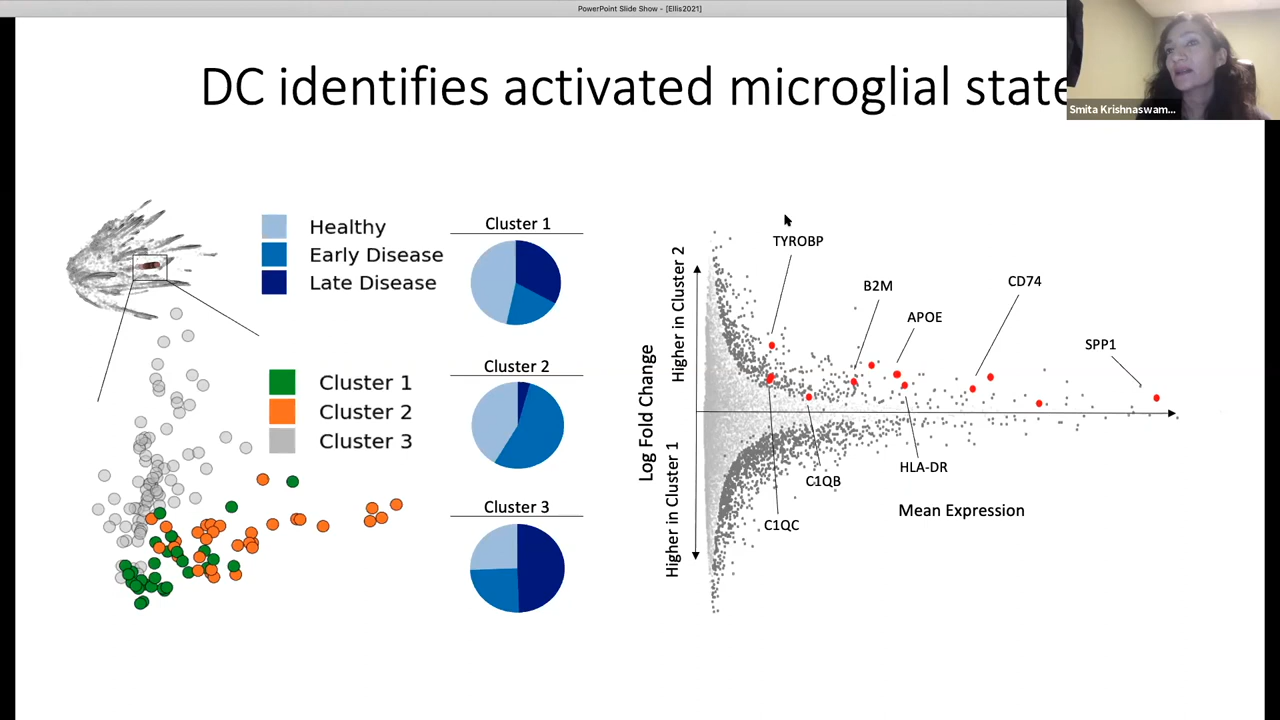 PowerPoint Slide Show - [Ellis2021]
DC identifies activated microglial state
Smita Krishnaswam...
Healthy
Early Disease
Late Disease
Cluster 1
Cluster 2
Cluster 3
Cluster 1
Cluster 2
Cluster 3
Log Fold Change
Higher in Cluster 2
Higher in Cluster 1
TYROBP
B2M
APOE
CD74
SPP1
HLA-DR
C1QB
C1QC
Mean Expression